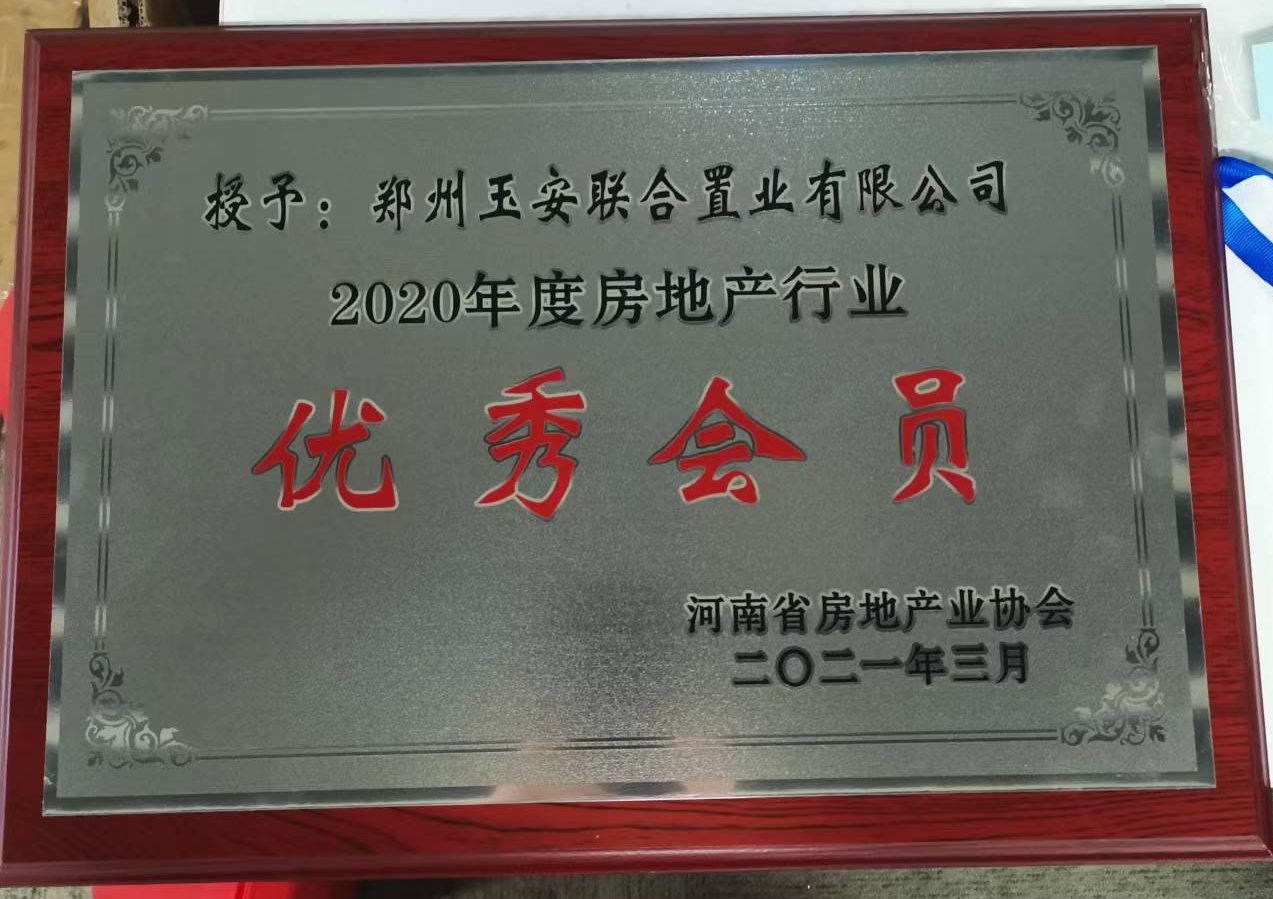 授予：郑州玉安联合置业有限公司
2020年度房地产行业
优秀会员
河南省房地产业协会
二〇二一年三月